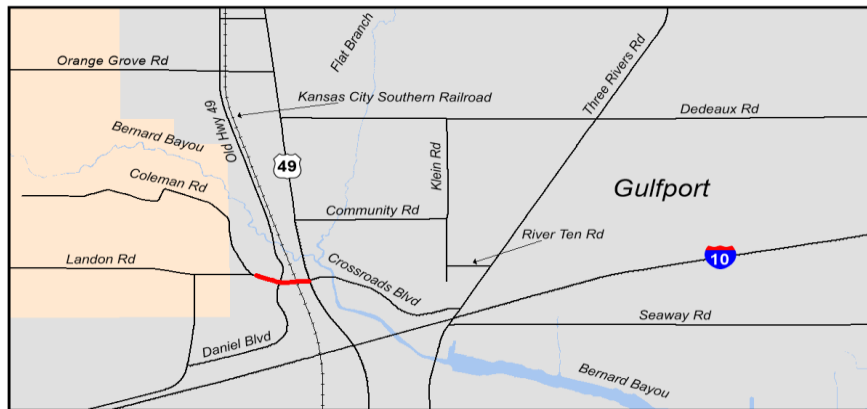 Orange Grove Rd
Flat Branch
Three Rivers Rd
Kansas City Southern Railroad
Dedeaux Rd
Old Hwy 49
Bernard
Bayou
49
Klein Rd
Coleman Rd
Gulfport
Community Rd
River Ten Rd
Landon Rd
Crossroads Blvd
10
Seaway Rd
Daniel Blvd
Bernard
Bayou